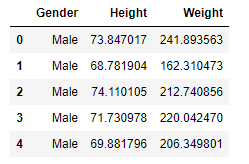 Gender Height Weight
0 Male 73.847017 241.893563
1 Male 68.781904 162.310473
2 Male 74.110105 212.740856
3 Male 71.730978 220.042470
4 Male 69.881796 206.349801